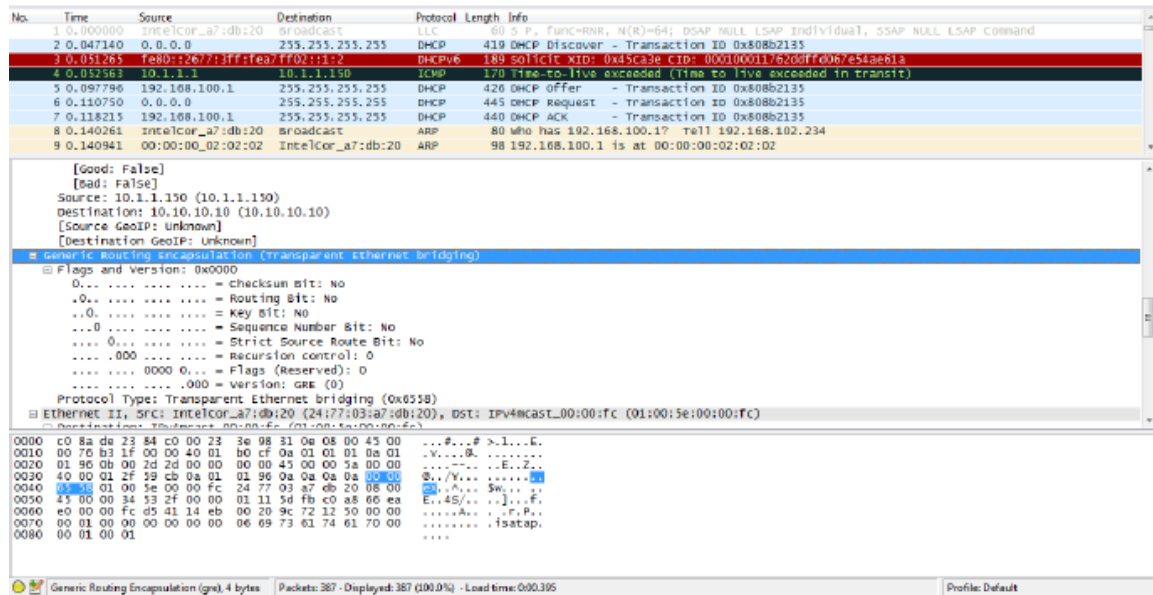 No. Time Source Destination Protocol Length Info
1 0.000000 Intelcor_a7:db:20 Broadcast LLC 60 S P, func=RNR, N(R)=64; DSAP NULL LSAP Individual, SSAP NULL LSAP Command
2 0.047140 0.0.0.0 255.255.255.255 DHCP 419 DHCP Discover - Transaction ID 0x808b2135
3 0.051265 fe80::2677:3ff:fea7 ff02::1:2 DHCPv6 189 Solicit XID: 0x45ca3e CID: 000100011762ddffd067e54ae61a
4 0.052563 10.1.1.1 10.1.1.150 ICMP 170 Time-to-live exceeded (Time to live exceeded in transit)
5 0.097796 192.168.100.1 255.255.255.255 DHCP 426 DHCP Offer - Transaction ID 0x808b2135
6 0.110750 0.0.0.0 255.255.255.255 DHCP 445 DHCP Request - Transaction ID 0x808b2135
7 0.118215 192.168.100.1 255.255.255.255 DHCP 440 DHCP ACK - Transaction ID 0x808b2135
8 0.140261 Intelcor_a7:db:20 Broadcast ARP 80 who has 192.168.100.1? Tell 192.168.102.234
9 0.140941 00:00:00_02:02:02 Intelcor_a7:db:20 ARP 98 192.168.100.1 is at 00:00:00:02:02:02
[Good: False]
[Bad: False]
Source: 10.1.1.150 (10.1.1.150)
Destination: 10.10.10.10 (10.10.10.10)
[Source GeoIP: Unknown]
[Destination GeoIP: Unknown]
Generic Routing Encapsulation (Transparent Ethernet bridging)
Flags and Version: 0x0000
0... .... .... .... = Checksum Bit: No
.0.. .... .... .... = Routing Bit: No
..0. .... .... .... = Key Bit: No
...0 .... .... .... = Sequence Number Bit: No
.... 0... .... .... = Strict Source Route Bit: No
.... .000 .... .... = Recursion control: 0
.... .... 0000 0... = Flags (Reserved): 0
.... .... .... .000 = Version: GRE (0)
Protocol Type: Transparent Ethernet bridging (0x6558)
Ethernet II, Src: Intelcor_a7:db:20 (24:77:03:a7:db:20), Dst: IPv4mcast_00:00:fc (01:00:5e:00:00:fc)
Destination: IPv4mcast_00:00:fc (01:00:5e:00:00:fc)
0000 c0 8a de 23 84 c0 00 23 3e 98 31 0e 08 00 45 00 ...#...# >.1...E.
0010 00 76 b3 1f 00 00 40 01 b0 cf 0a 01 01 01 0a 01 .v....@. ........
0020 01 96 0b 00 2d 2d 00 00 00 00 45 00 00 5a 00 00 ....--.. ..E..Z..
0030 40 00 01 2f 59 cb 0a 01 01 96 0a 0a 0a 0a 00 00 @../Y... ........
0040 65 58 01 00 5e 00 00 fc 24 77 03 a7 db 20 08 00 eX..^... $w... ..
0050 45 00 00 34 53 2f 00 00 01 11 5d fb c0 a8 66 ea E..4S/.. ..]...f.
0060 e0 00 00 fc d5 41 14 eb 00 20 9c 72 12 50 00 00 .....A.. . .r.P..
0070 00 01 00 00 00 00 00 00 06 69 73 61 74 61 70 00 ........ .isatap.
0080 00 01 00 01 ....
Generic Routing Encapsulation (gre), 4 bytes Packets: 387 · Displayed: 387 (100.0%) · Load time: 0:00.395 Profile: Default